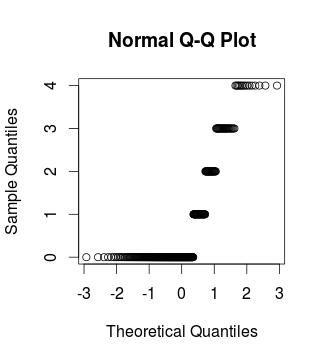 Normal Q-Q Plot
Sample Quantiles
4
3
2
1
0
-3 -2 -1 0 1 2 3
Theoretical Quantiles